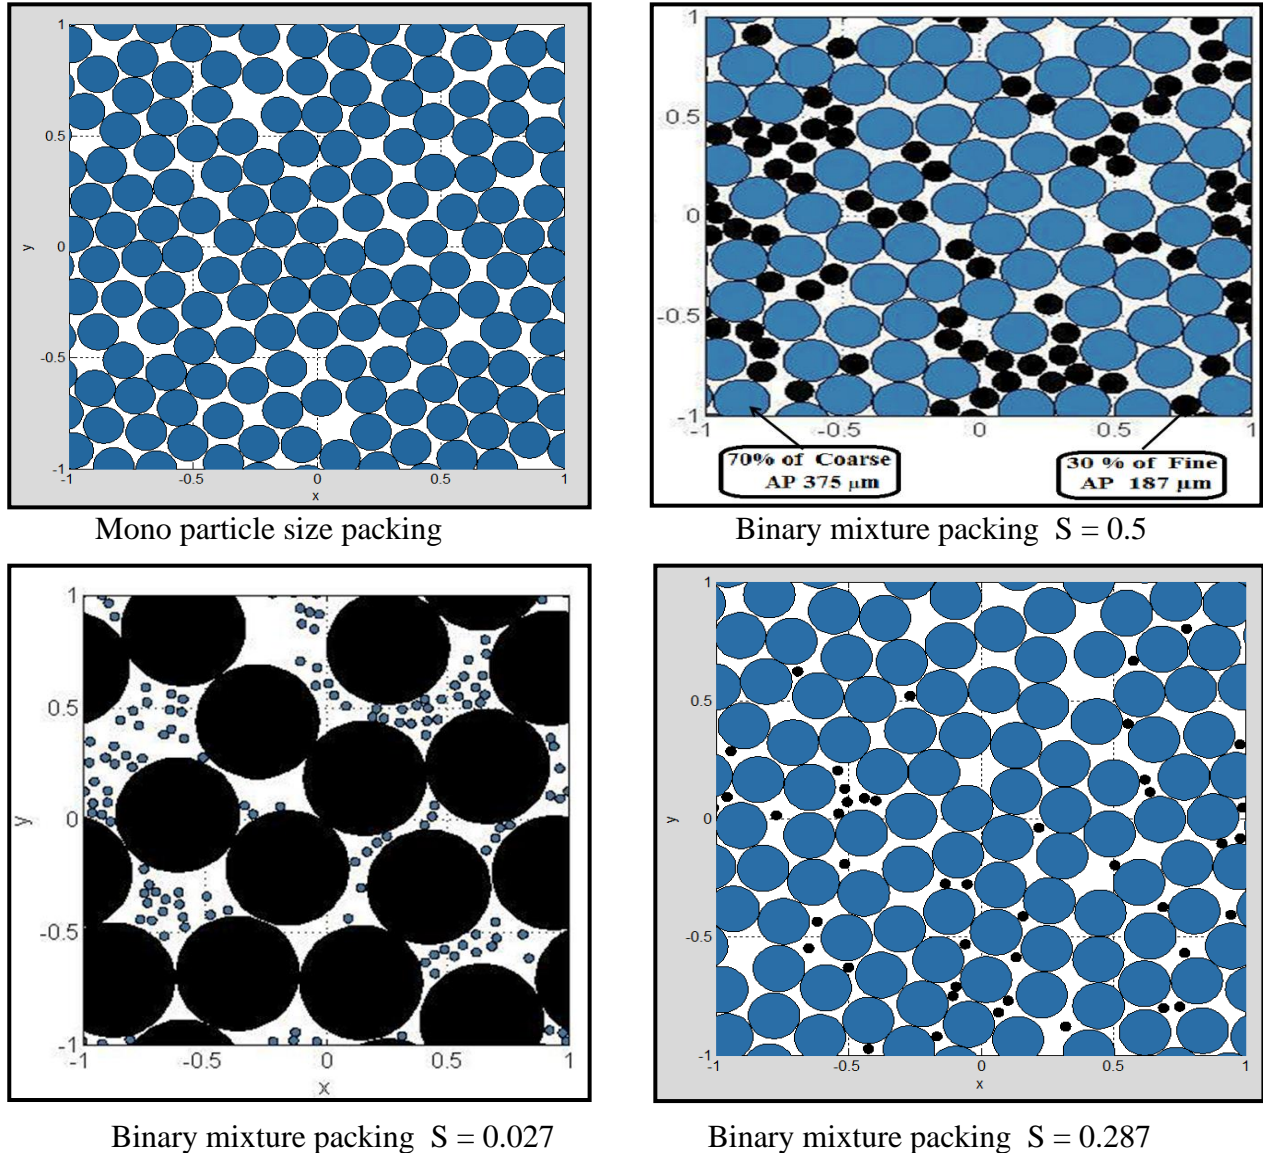 1
0.5
0
-0.5
-1
y
-1
-0.5
0
0.5
1
x
Mono particle size packing
1
0.5
0
-0.5
-1
-1
-0.5
0
0.5
1
70% of Coarse
AP 375 μm
30 % of Fine
AP 187 μm
Binary mixture packing S = 0.5
1
0.5
0
-0.5
-1
y
-1
-0.5
0
0.5
1
x
Binary mixture packing S = 0.027
1
0.5
0
-0.5
-1
y
-1
-0.5
0
0.5
1
x
Binary mixture packing S = 0.287